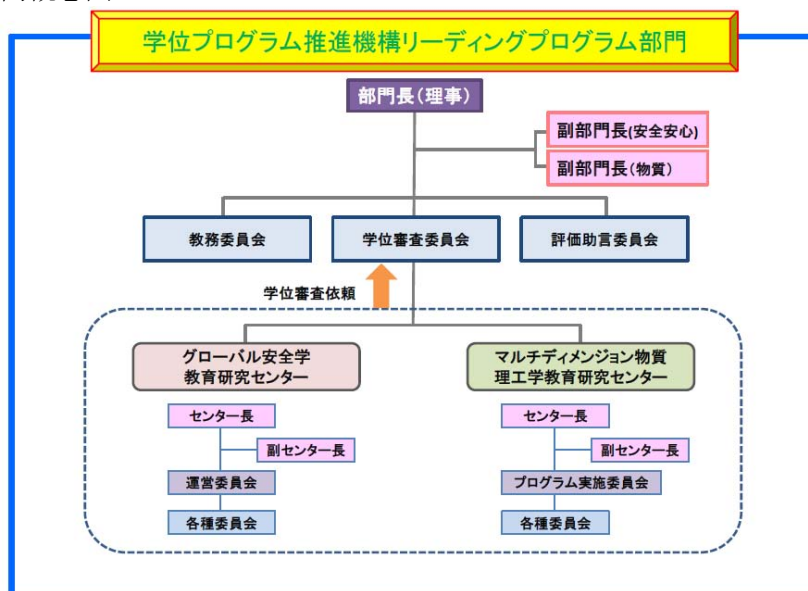 学位プログラム推進機構リーディングプログラム部門
部門長(理事)
副部門長(安全安心)
副部門長(物質)
教務委員会
学位審査委員会
評価助言委員会
学位審査依頼
グローバル安全学
教育研究センター
マルチディメンジョン物質
理工学教育研究センター
センター長
副センター長
運営委員会
各種委員会
センター長
副センター長
プログラム実施委員会
各種委員会